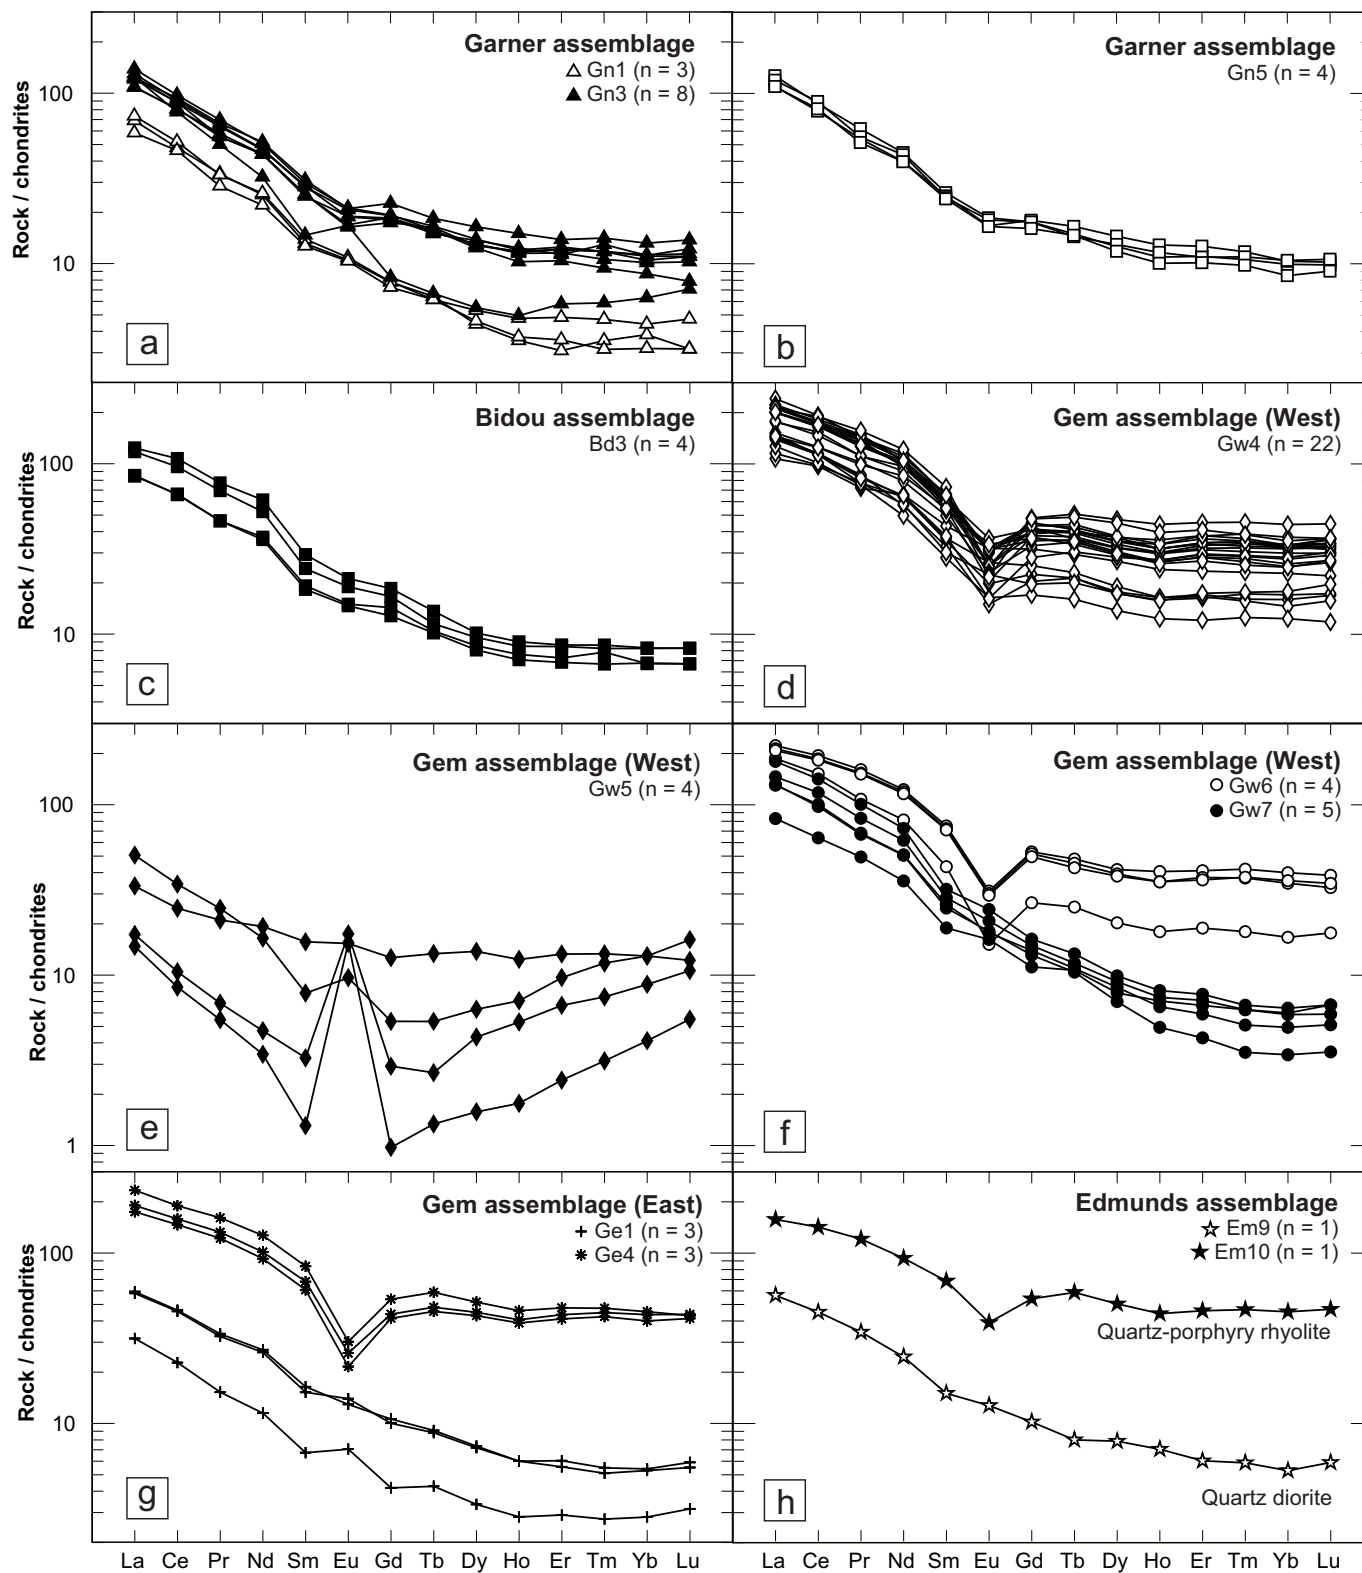 Garner assemblage
Gn1 (n = 3)
Gn3 (n = 8)
100
10
Rock / chondrites
a
Garner assemblage
Gn5 (n = 4)
b
Bidou assemblage
Bd3 (n = 4)
100
10
Rock / chondrites
c
Gem assemblage (West)
Gw4 (n = 22)
d
Gem assemblage (West)
Gw5 (n = 4)
100
10
1
Rock / chondrites
e
Gem assemblage (West)
Gw6 (n = 4)
Gw7 (n = 5)
f
Gem assemblage (East)
Ge1 (n = 3)
Ge4 (n = 3)
100
10
Rock / chondrites
g
Edmunds assemblage
Em9 (n = 1)
Em10 (n = 1)
Quartz-porphyry rhyolite
Quartz diorite
h
La Ce Pr Nd Sm Eu Gd Tb Dy Ho Er Tm Yb Lu
La Ce Pr Nd Sm Eu Gd Tb Dy Ho Er Tm Yb Lu